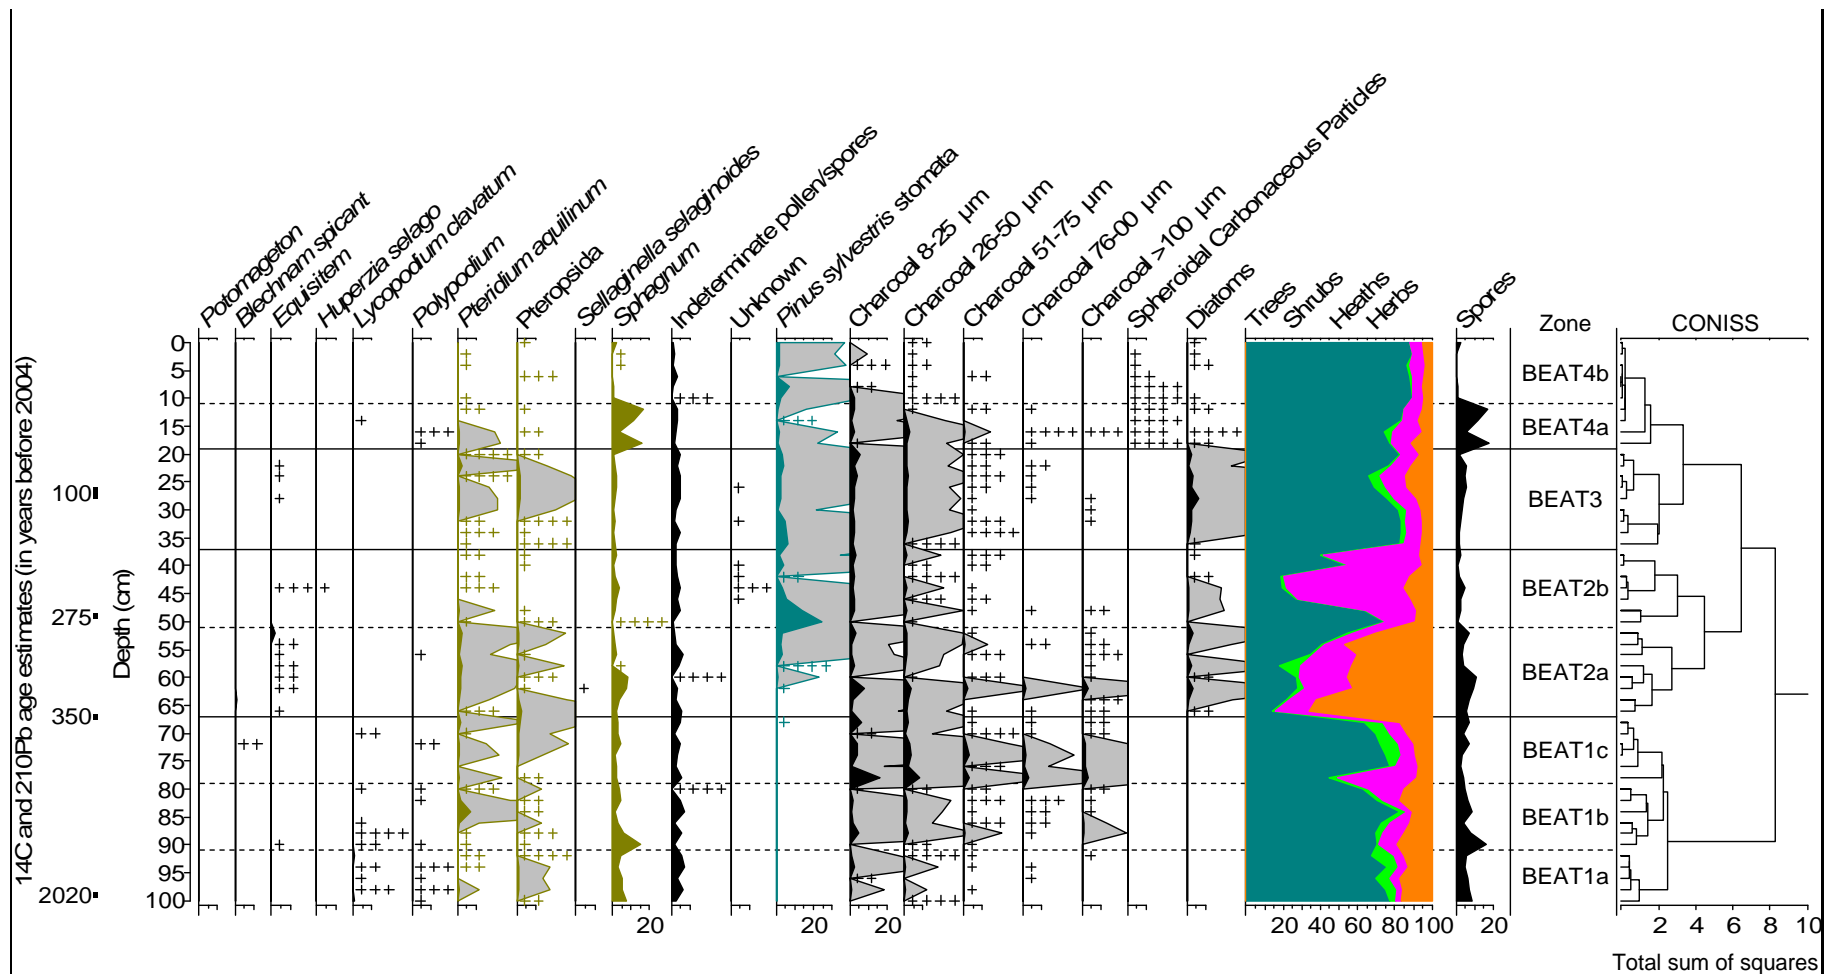 Potomageton
Blechnam spicant
Equisitem
Huperzia selago
Lycopodium clavatum
Polypodium
Pteridium aquilinum
Pteropsida
Sellaginella selaginoides
Sphagnum
Indeterminate pollen/spores
Unknown
Pinus sylvestris stomata
Charcoal 8-25 µm
Charcoal 26-50 µm
Charcoal 51-75 µm
Charcoal 76-00 µm
Charcoal >100 µm
Spheroidal Carbonaceous Particles
Diatoms
Trees
Shrubs
Heaths
Herbs
Spores
Zone
CONISS
14C and 210Pb age estimates (in years before 2004)
100
275
350
2020
Depth (cm)
0
5
10
15
20
25
30
35
40
45
50
55
60
65
70
75
80
85
90
95
100
BEAT4b
BEAT4a
BEAT3
BEAT2b
BEAT2a
BEAT1c
BEAT1b
BEAT1a
20 20 20 20 40 60 80 100 20 2 4 6 8 10
Total sum of squares